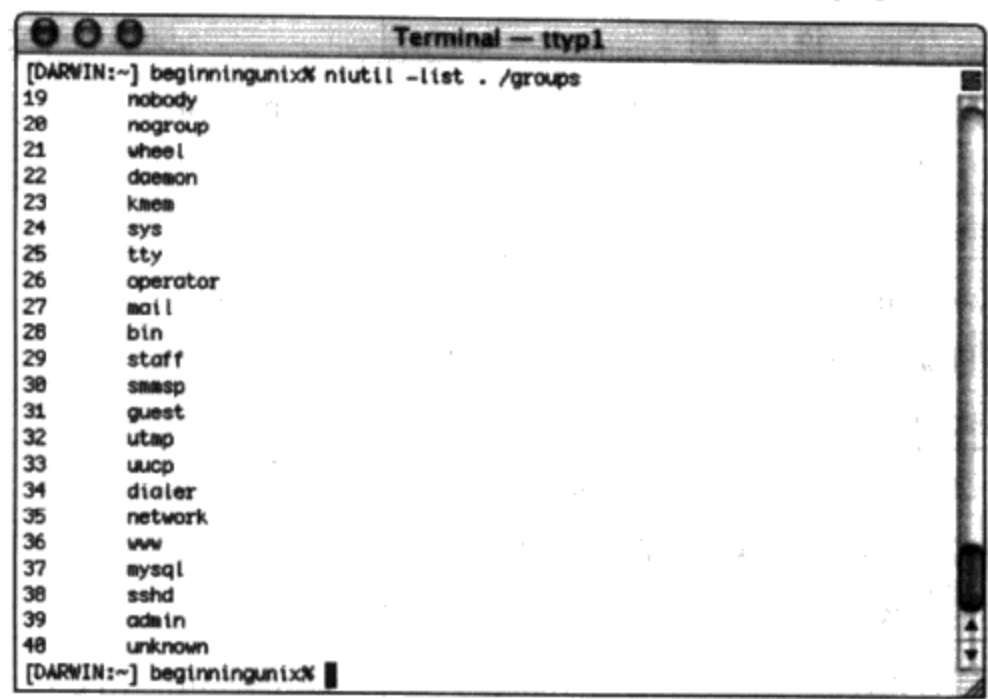 Terminal — ttyp1
[DARWIN:~] beginningunix% niutil -list . /groups
19 nobody
20 nogroup
21 wheel
22 daemon
23 kmem
24 sys
25 tty
26 operator
27 mail
28 bin
29 staff
30 smmsp
31 guest
32 utmp
33 uucp
34 dialer
35 network
36 www
37 mysql
38 sshd
39 admin
40 unknown
[DARWIN:~] beginningunix%